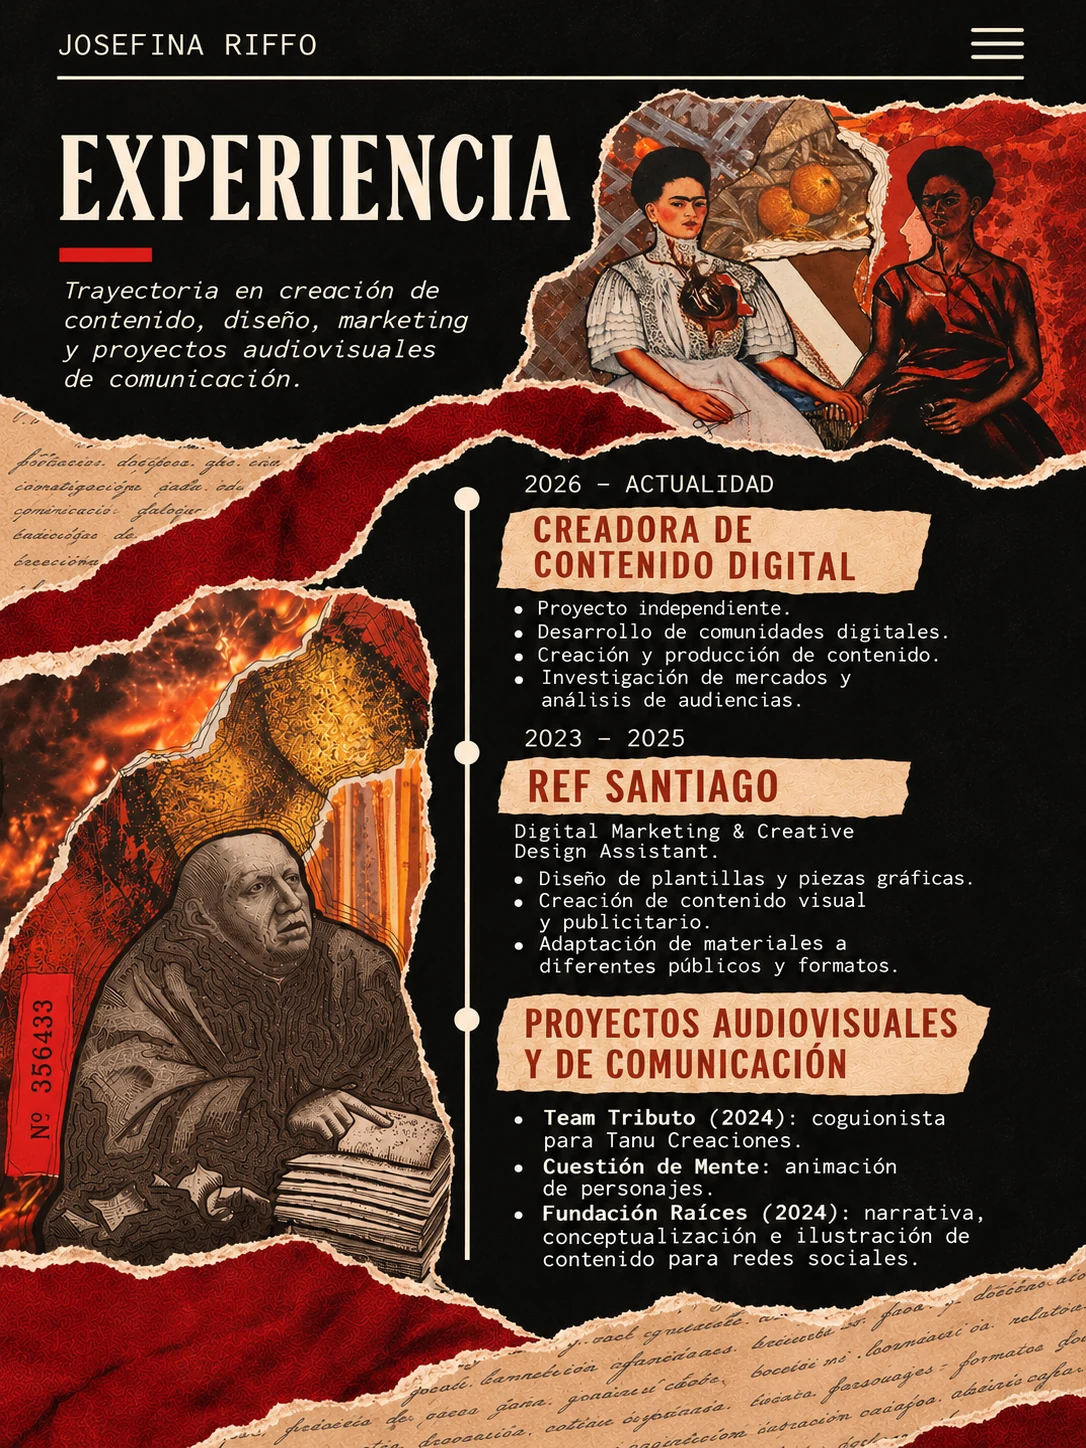 JOSEFINA RIFFO
EXPERIENCIA
Trayectoria en creación de
contenido, diseño, marketing
y proyectos audiovisuales
de comunicación.
2026 – ACTUALIDAD
CREADORA DE
CONTENIDO DIGITAL
• Proyecto independiente.
• Desarrollo de comunidades digitales.
• Creación y producción de contenido.
• Investigación de mercados y
análisis de audiencias.
2023 – 2025
REF SANTIAGO
Digital Marketing & Creative
Design Assistant.
• Diseño de plantillas y piezas gráficas.
• Creación de contenido visual
y publicitario.
• Adaptación de materiales a
diferentes públicos y formatos.
Nº 356433
PROYECTOS AUDIOVISUALES
Y DE COMUNICACIÓN
• Team Tributo (2024): coguionista
para Tanu Creaciones.
• Cuestión de Mente: animación
de personajes.
• Fundación Raíces (2024): narrativa,
conceptualización e ilustración de
contenido para redes sociales.